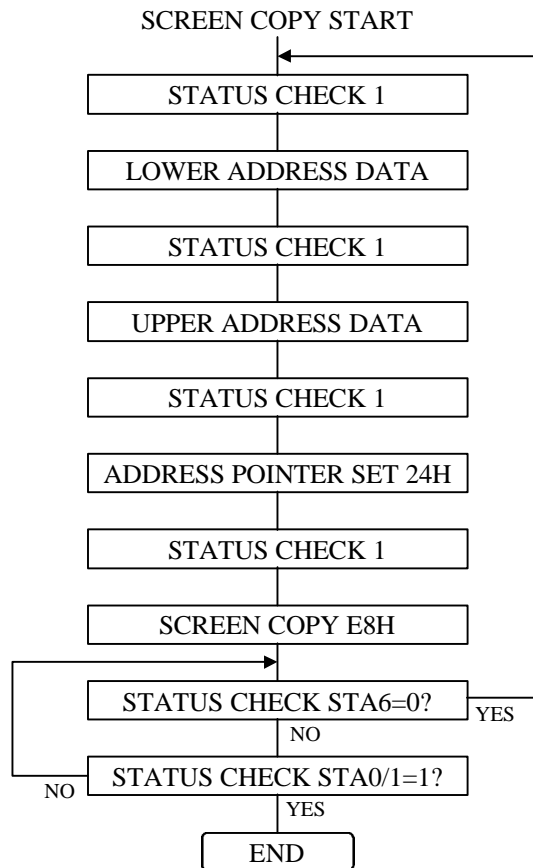 SCREEN COPY START
STATUS CHECK 1
LOWER ADDRESS DATA
STATUS CHECK 1
UPPER ADDRESS DATA
STATUS CHECK 1
ADDRESS POINTER SET 24H
STATUS CHECK 1
SCREEN COPY E8H
STATUS CHECK STA6=0?
YES
NO
STATUS CHECK STA0/1=1?
NO
YES
END